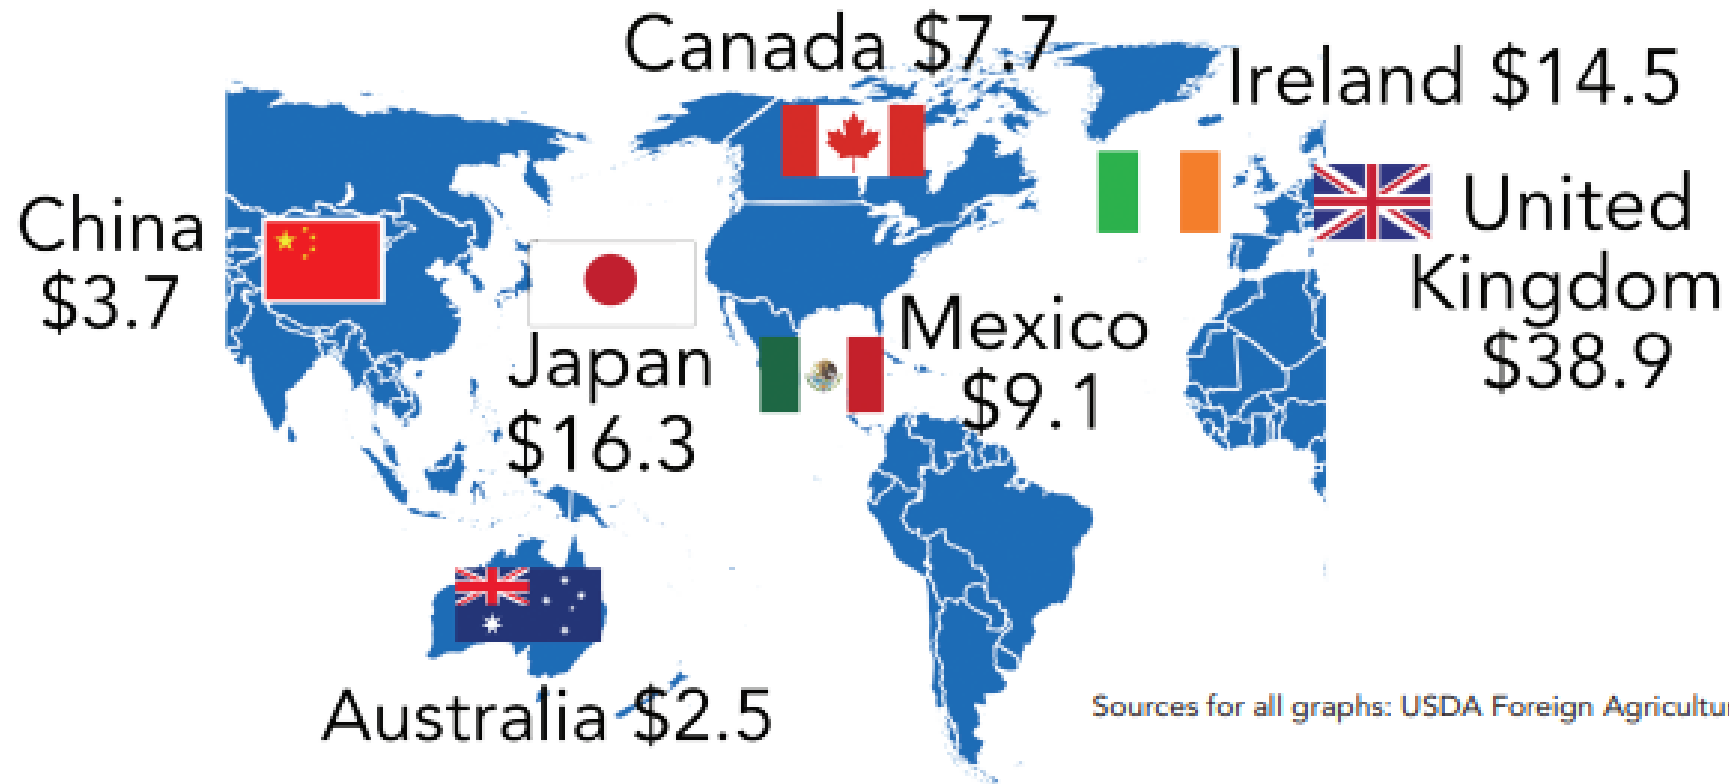 Canada $7.7
Ireland $14.5
China
$3.7
United
Kingdom
$38.9
Japan
$16.3
Mexico
$9.1
Australia $2.5
Sources for all graphs: USDA Foreign